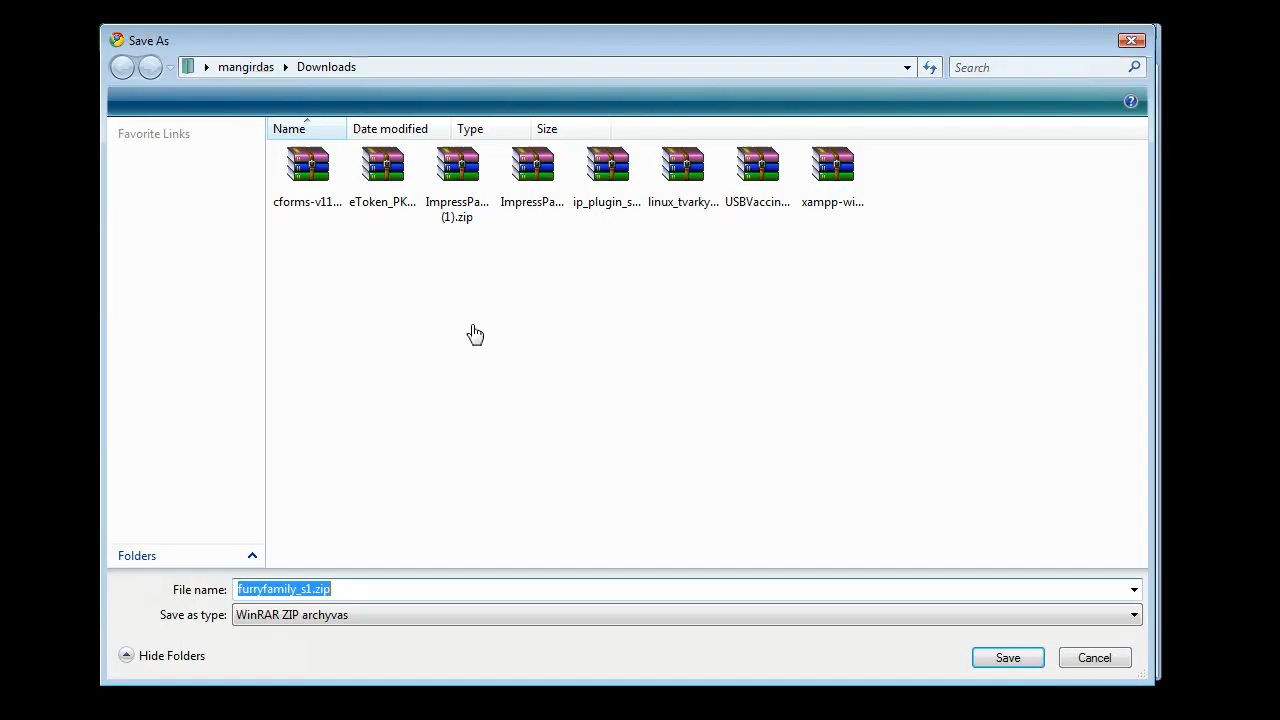 Save As
mangirdas Downloads
Search
Favorite Links
Name Date modified Type Size
cform­s-v11... eToken_PK... ImpressPa... (1).zip ImpressPa... ip_plugin_s... linux_tvarky... USBVaccin... xampp-wi...
Folders
File name: furryfamily_s1.zip
Save as type: WinRAR ZIP archyvas
Hide Folders
Save Cancel